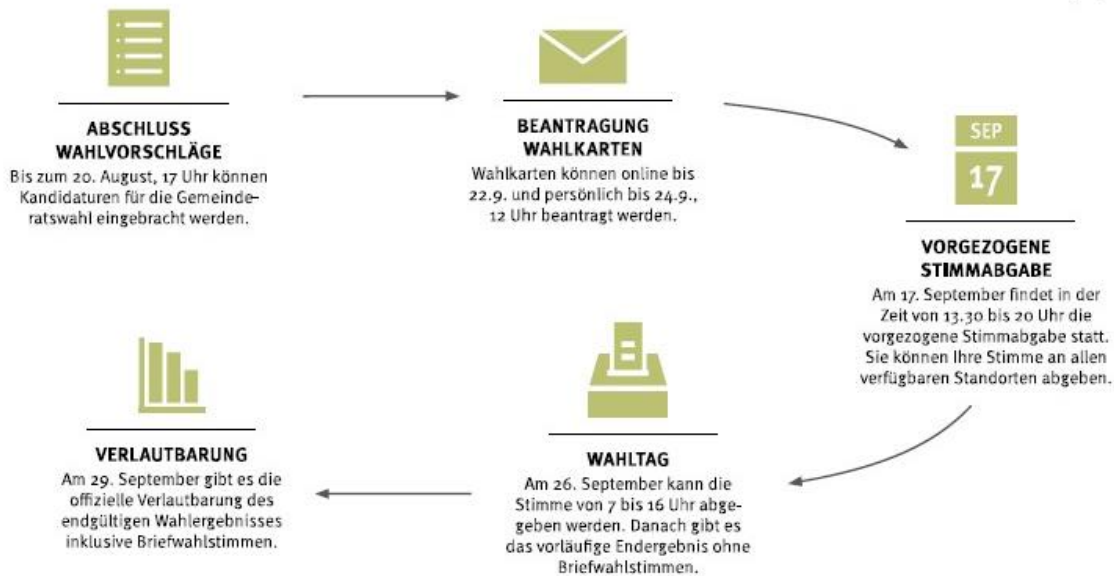 ABSCHLUSS
WAHLVORSCHLÄGE
Bis zum 20. August, 17 Uhr können
Kandidaturen für die Gemeinde-
ratswahl eingebracht werden.
BEANTRAGUNG
WAHLKARTEN
Wahlkarten können online bis
22.9. und persönlich bis 24.9.,
12 Uhr beantragt werden.
SEP
17
VORGEZOGENE
STIMMABGABE
Am 17. September findet in der
Zeit von 13.30 bis 20 Uhr die
vorgezogene Stimmabgabe statt.
Sie können Ihre Stimme an allen
verfügbaren Standorten abgeben.
WAHLTAG
Am 26. September kann die
Stimme von 7 bis 16 Uhr abge-
geben werden. Danach gibt es
das vorläufige Endergebnis ohne
Briefwahlstimmen.
VERLAUTBARUNG
Am 29. September gibt es die
offizielle Verlautbarung des
endgültigen Wahlergebnisses
inklusive Briefwahlstimmen.